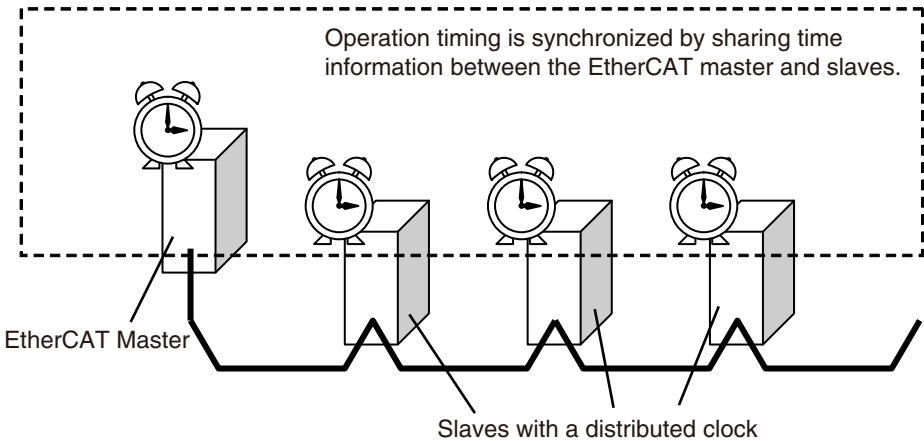 Operation timing is synchronized by sharing time
information between the EtherCAT master and slaves.
EtherCAT Master
Slaves with a distributed clock